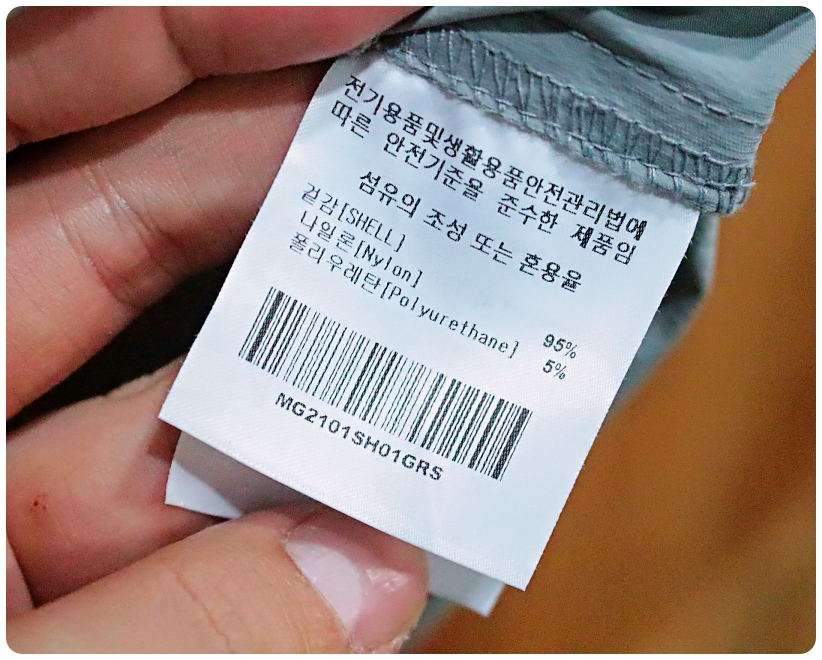 전기용품및생활용품안전관리법에
따른 안전기준을 준수한 제품임
섬유의 조성 또는 혼용율
겉감[SHELL]
나일론[Nylon] 95%
폴리우레탄[Polyurethane] 5%
MG2101SH01GRS